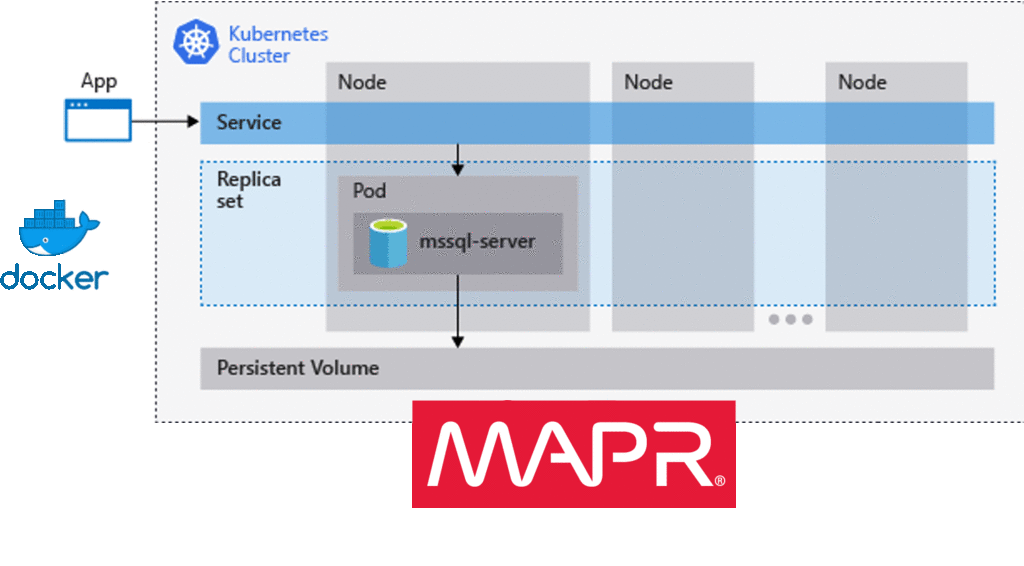 Kubernetes
Cluster
App
Node
Node
Node
Service
Replica
set
Pod
mssql-server
docker
Persistent Volume
MAPR®